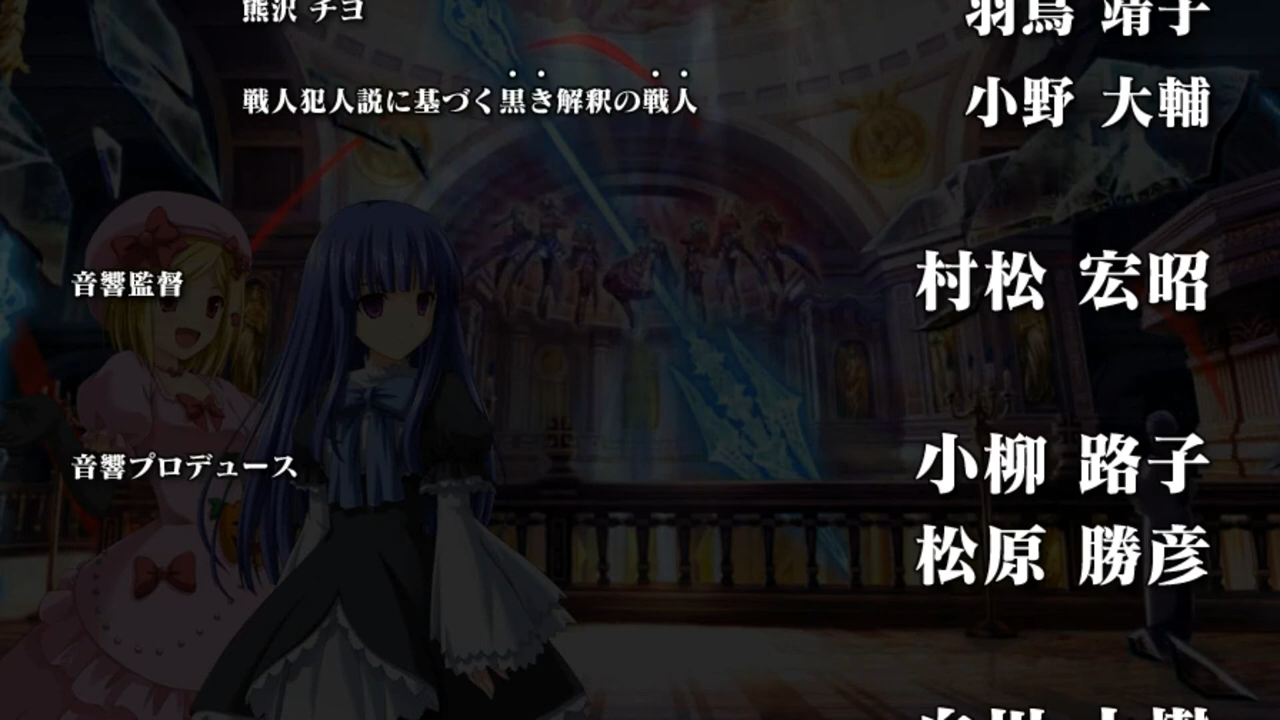 熊沢 チヨ 羽鳥 靖子
戦人犯人説に基づく黒き解釈の戦人 小野 大輔
音響監督 村松 宏昭
音響プロデュース 小柳 路子
松原 勝彦